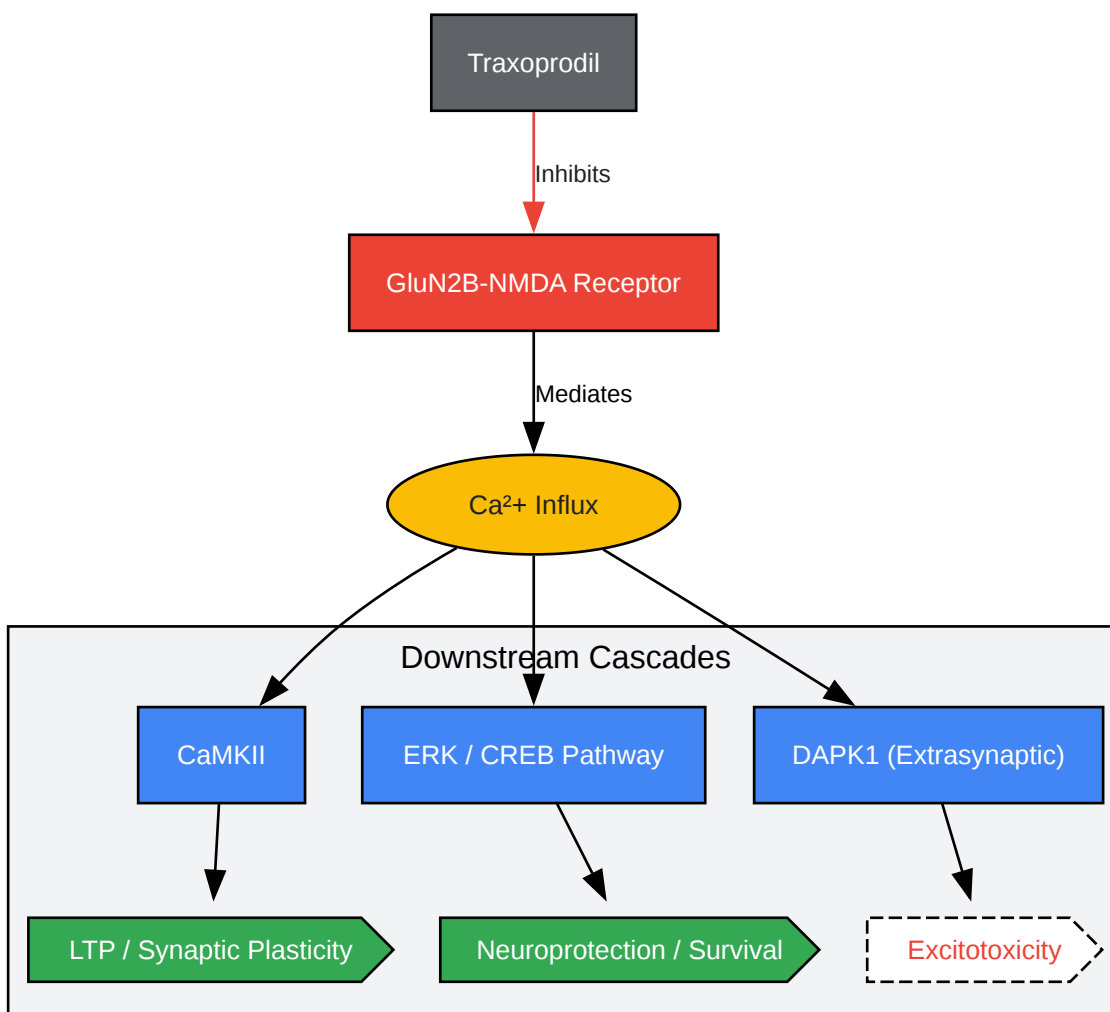 Traxoprodil
Inhibits
GluN2B-NMDA Receptor
Mediates
Ca²+ Influx
Downstream Cascades
CaMKII
ERK / CREB Pathway
DAPK1 (Extrasynaptic)
LTP / Synaptic Plasticity
Neuroprotection / Survival
Excitotoxicity